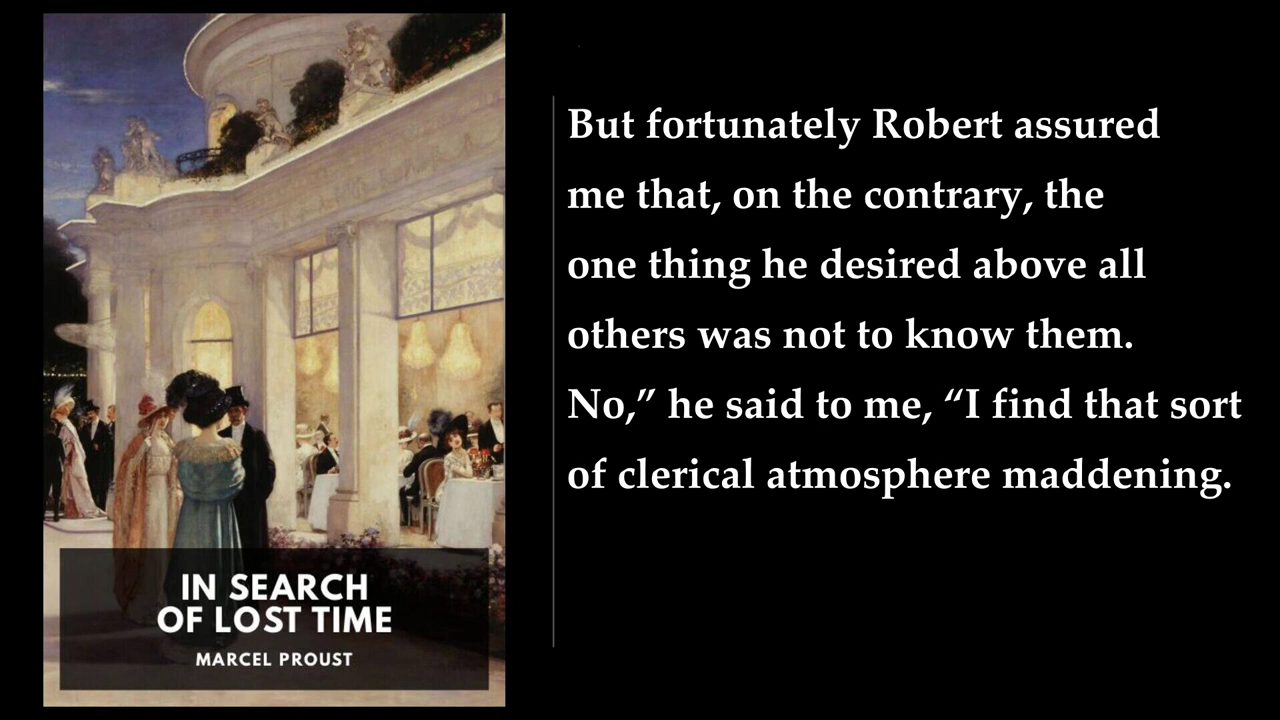 IN SEARCH
OF LOST TIME
MARCEL PROUST
But fortunately Robert assured
me that, on the contrary, the
one thing he desired above all
others was not to know them.
No,” he said to me, “I find that sort
of clerical atmosphere maddening.